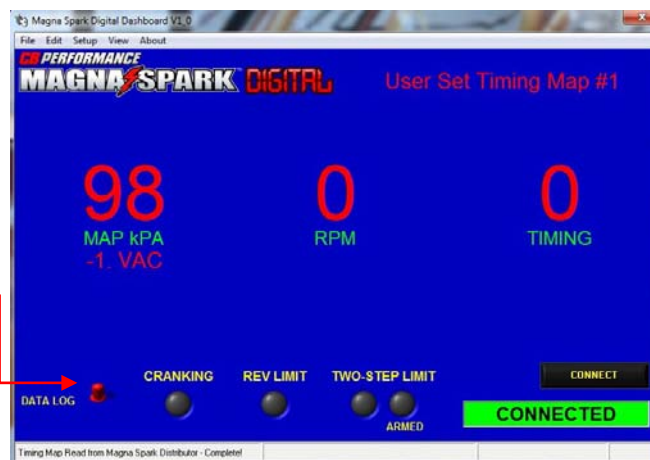 Magna Spark Digital Dashboard V1_0
File Edit Setup View About
CB PERFORMANCE
MAGNA SPARK DIGITAL
User Set Timing Map #1
98
MAP kPA
-1. VAC
0
RPM
0
TIMING
CRANKING
REV LIMIT
TWO-STEP LIMIT
CONNECT
DATA LOG
ARMED
CONNECTED
Timing Map Read from Magna Spark Distributor - Complete!